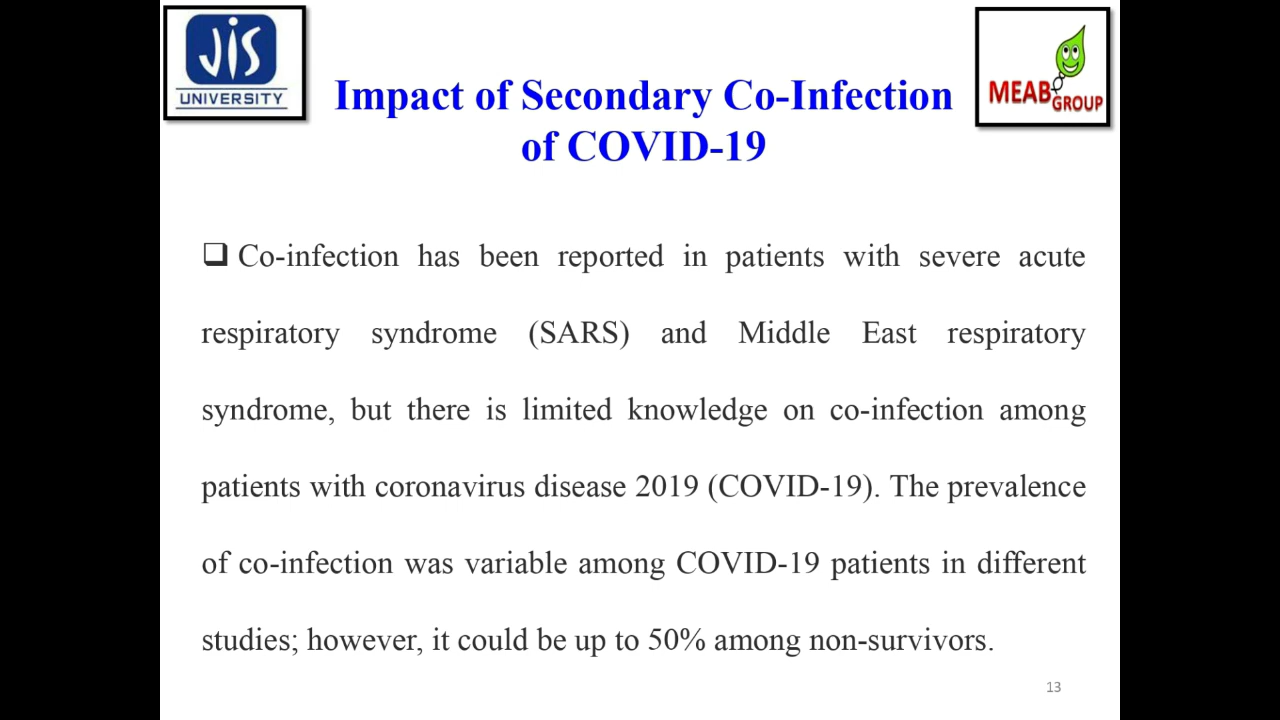 JIS
UNIVERSITY
MEAB GROUP
Impact of Secondary Co-Infection
of COVID-19
❑ Co-infection has been reported in patients with severe acute
respiratory syndrome (SARS) and Middle East respiratory
syndrome, but there is limited knowledge on co-infection among
patients with coronavirus disease 2019 (COVID-19). The prevalence
of co-infection was variable among COVID-19 patients in different
studies; however, it could be up to 50% among non-survivors.
13